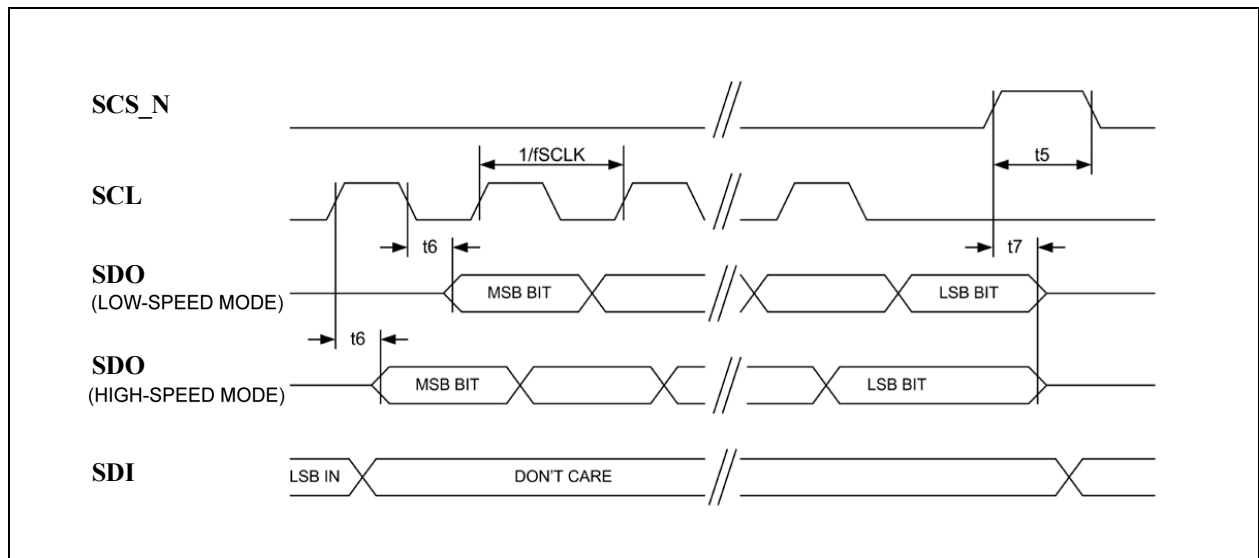 SCS_N
t5
1/fSCLK
SCL
t6
t7
SDO
(LOW-SPEED MODE)
MSB BIT
LSB BIT
t6
SDO
(HIGH-SPEED MODE)
MSB BIT
LSB BIT
SDI
LSB IN
DON'T CARE